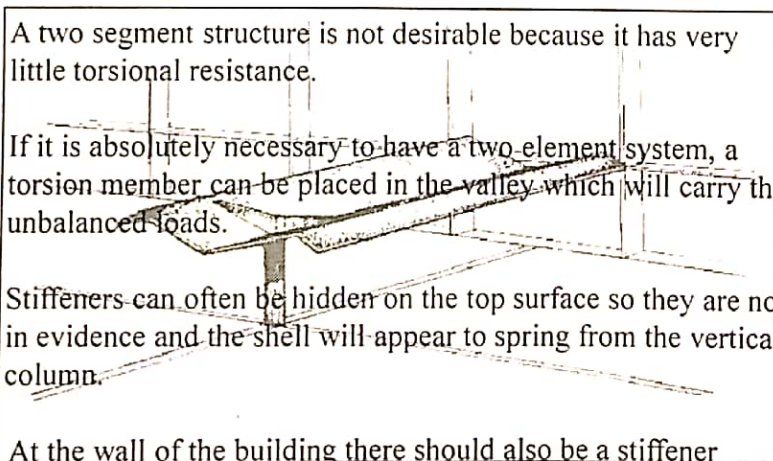 A two segment structure is not desirable because it has very
little torsional resistance.
If it is absolutely necessary to have a two element system, a
torsion member can be placed in the valley which will carry th
unbalanced loads.
Stiffeners can often be hidden on the top surface so they are no
in evidence and the shell will appear to spring from the vertica
column.
At the wall of the building there should also be a stiffener